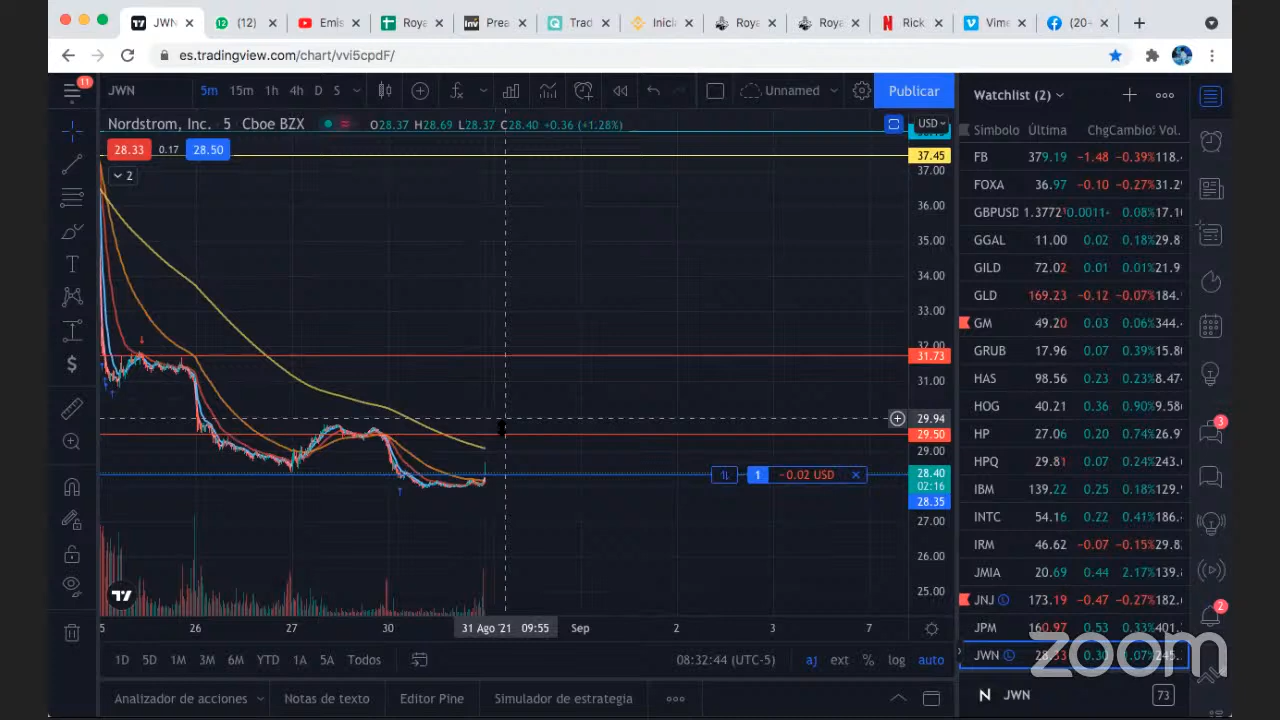 JWN
(12)
Emis
Roya
Prea
Trad
Inicia
Roya
Roya
Rick
Vime
(20+
es.tradingview.com/chart/vvi5cpdF/
11
JWN
5m 15m 1h 4h D S
Unnamed
Publicar
Watchlist (2)
Nordstrom, Inc. 5 Cboe BZX
O28.37 H28.69 L28.37 C28.40 +0.36 (+1.28%)
USD
28.33 0.17 28.50
2
37.45
37.00
36.00
35.00
34.00
33.00
32.00
31.73
31.00
29.94
29.50
29.00
28.40
02:16
28.35
27.00
26.00
25.00
1 −0.02 USD
5 26 27 30 31 Ago '21 09:55 Sep 2 3 7
1D 5D 1M 3M 6M YTD 1A 5A Todos
08:32:44 (UTC-5)
aj ext % log auto
Analizador de acciones
Notas de texto
Editor Pine
Simulador de estrategia
Símbolo Última Chg Cambio% Vol.
FB 379.19 −1.48 −0.39% 118.
FOXA 36.97 −0.10 −0.27% 31.2
GBPUSD 1.3772 0.0011 0.08% 17.1
GGAL 11.00 0.02 0.18% 29.8
GILD 72.02 0.01 0.01% 21.9
GLD 169.23 −0.12 −0.07% 184.
GM 49.20 0.03 0.06% 344.
GRUB 17.96 0.07 0.39% 15.8
HAS 98.56 0.23 0.23% 8.47
HOG 40.21 0.36 0.90% 9.58
HP 27.06 0.20 0.74% 26.9
HPQ 29.81 0.07 0.24% 243.
IBM 139.22 0.25 0.18% 129.
INTC 54.16 0.22 0.41% 186.
IRM 46.62 −0.07 −0.15% 29.8
JMIA 20.69 0.44 2.17% 139.
JNJ 173.19 −0.47 −0.27% 182.
JPM 160.97 0.53 0.33% 401.
JWN 28.33 0.30 1.07% 245.
N JWN 73
3
2
zoom